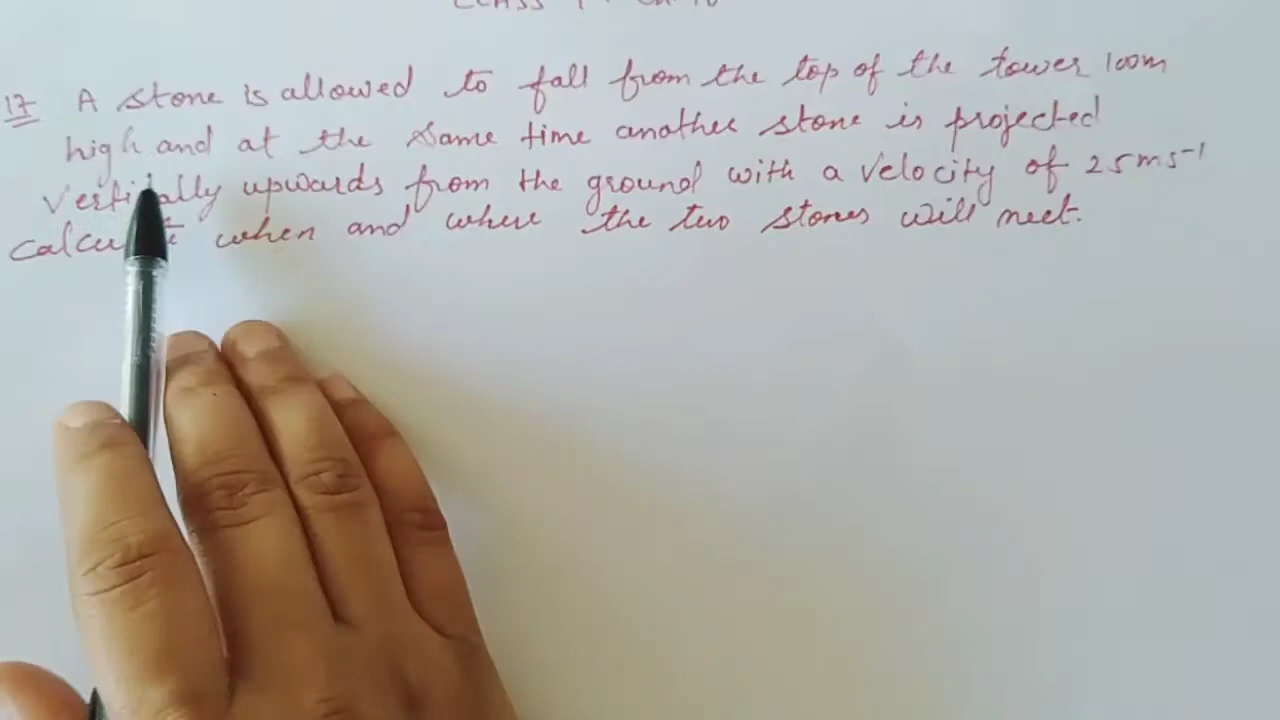 17 A stone is allowed to fall from the top of the tower 100m
high and at the same time another stone is projected
vertically upwards from the ground with a velocity of 25ms⁻¹
calculate when and where the two stones will meet.